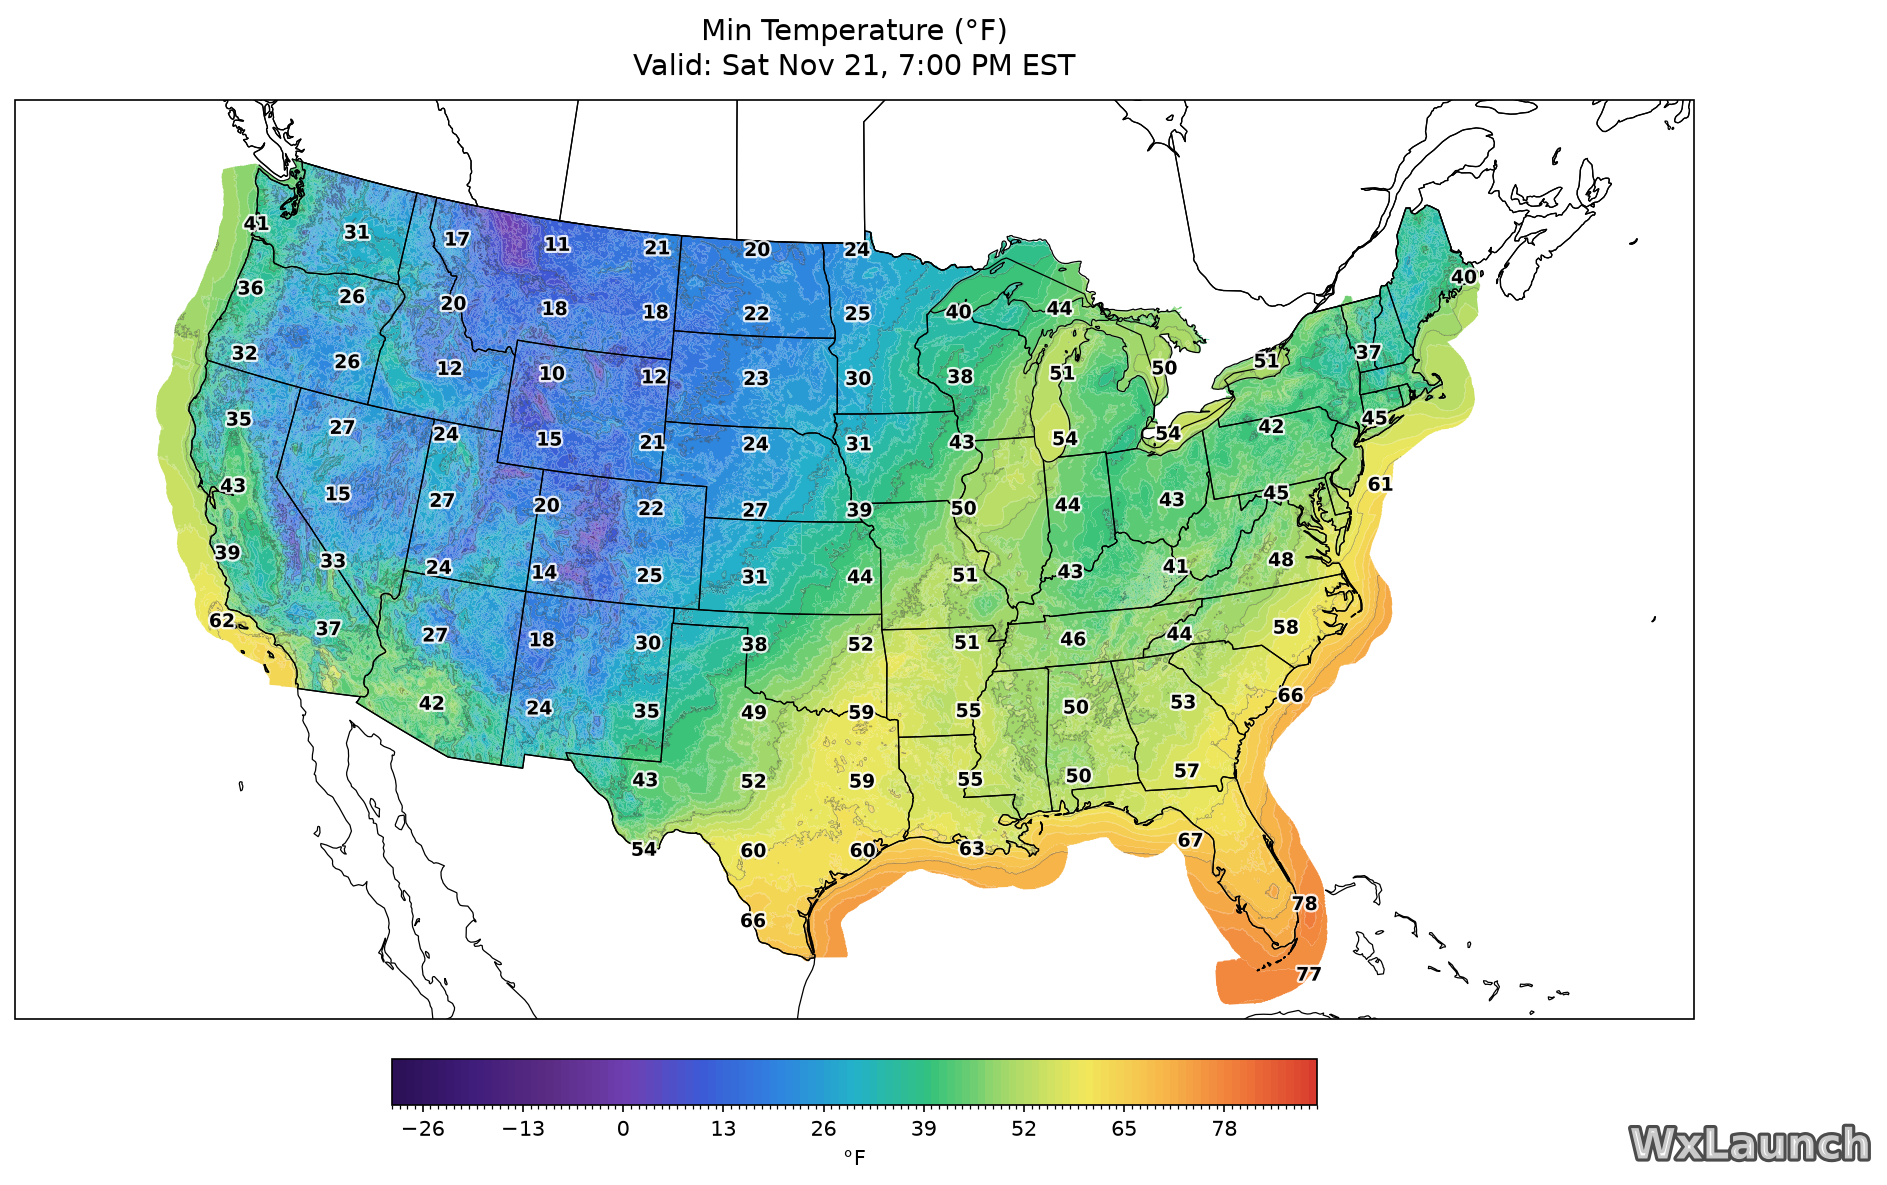 Min Temperature (°F)
Valid: Sat Nov 21, 7:00 PM EST
41 31 17 11 21 20 24
36 26 20 18 18 22 25 40 44 40
32 26 12 10 12 23 30 38 51 50 51 37
35 27 24 15 21 24 31 43 54 54 42 45
43 15 27 20 22 27 39 50 44 43 45 61
39 33 24 14 25 31 44 51 43 41 48
62 37 27 18 30 38 52 51 46 44 58
42 24 35 49 59 55 50 53 66
43 52 59 55 50 57
54 60 60 63 67
66 78
77
−26 −13 0 13 26 39 52 65 78
°F
WxLaunch